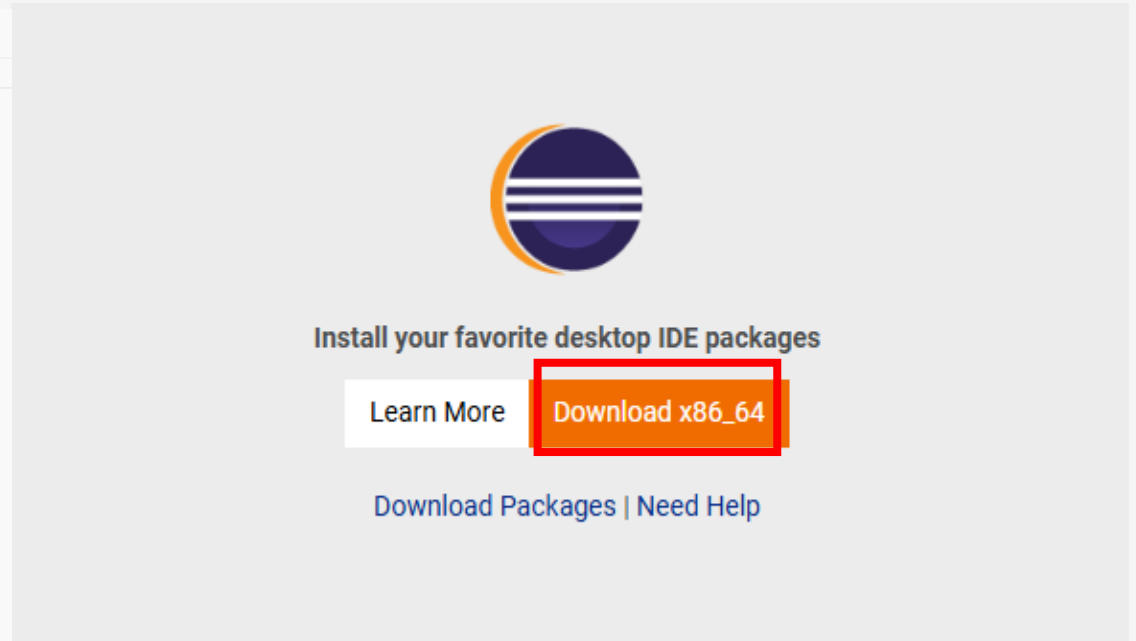 Install your favorite desktop IDE packages
Learn More Download x86_64
Download Packages | Need Help